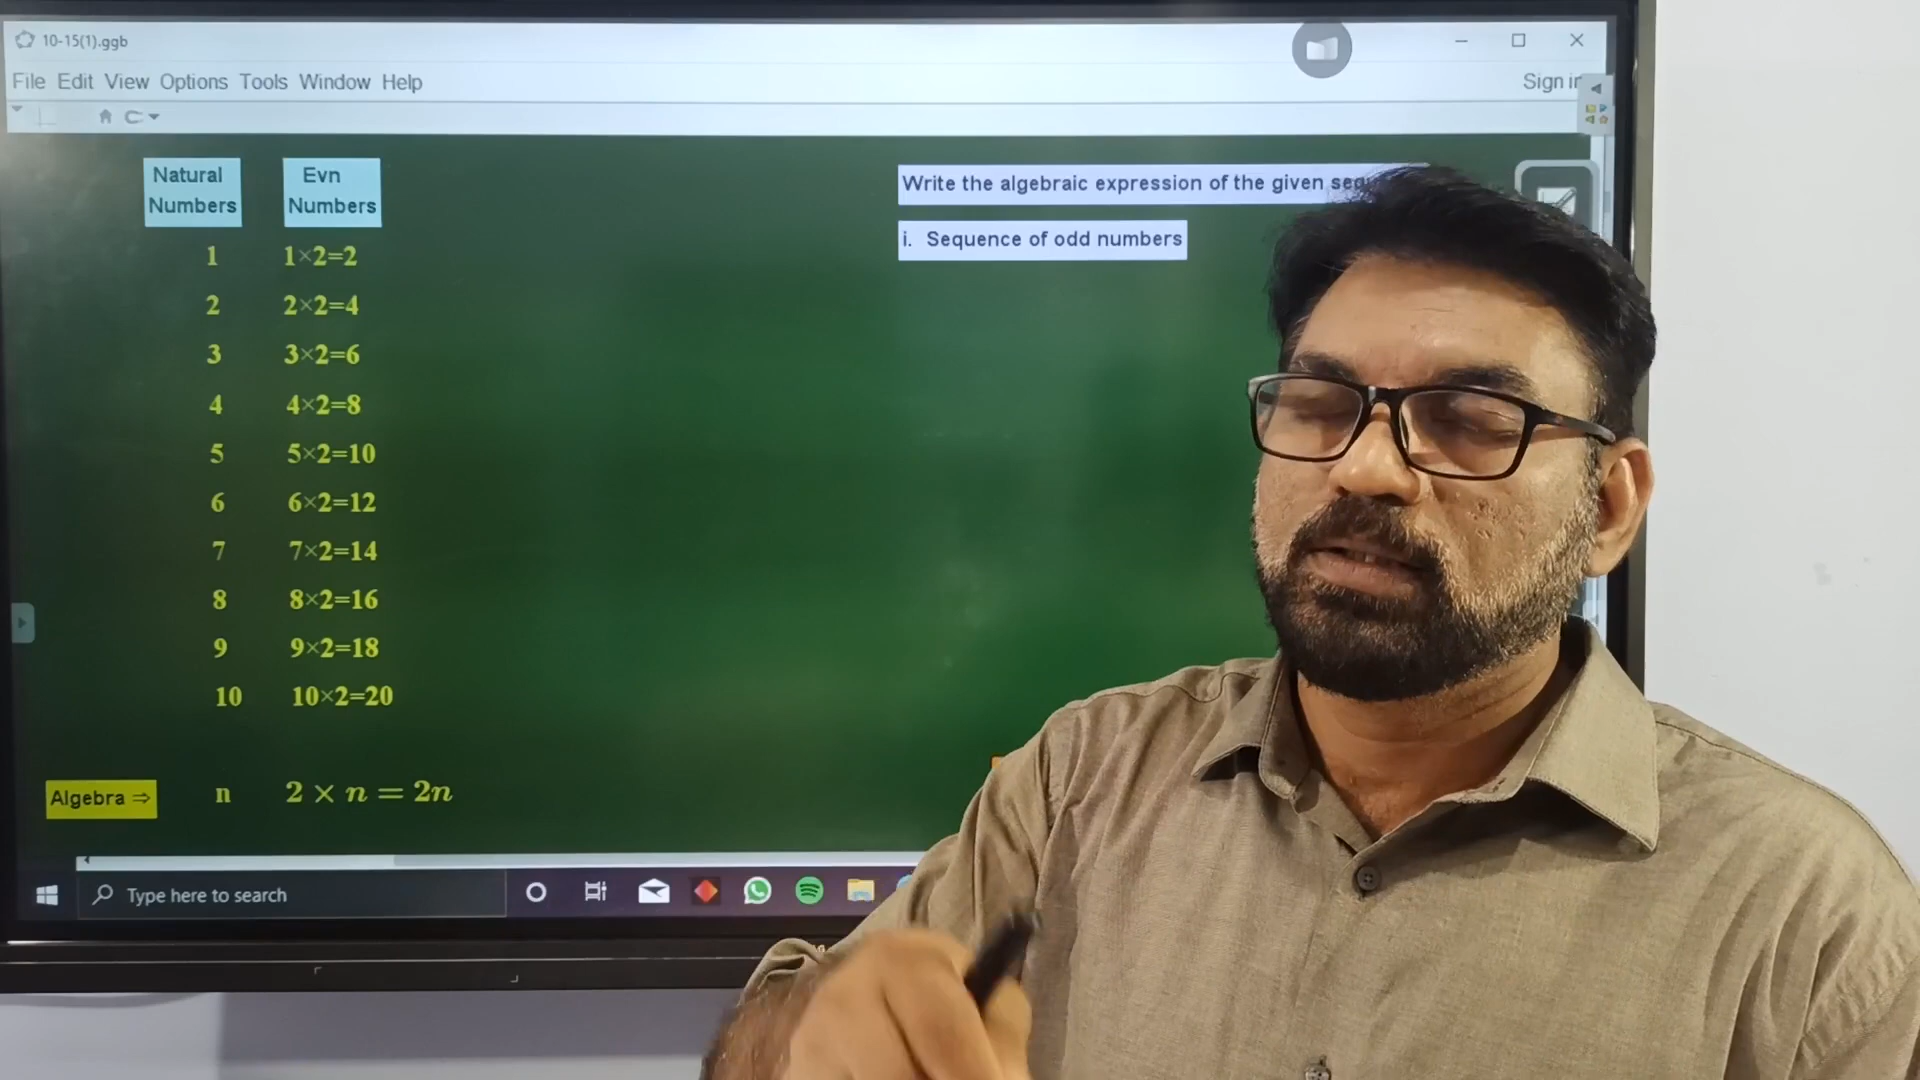 10-15(1).ggb
File Edit View Options Tools Window Help
Sign in
Natural
Numbers
Evn
Numbers
Write the algebraic expression of the given
i. Sequence of odd numbers
1 1×2=2
2 2×2=4
3 3×2=6
4 4×2=8
5 5×2=10
6 6×2=12
7 7×2=14
8 8×2=16
9 9×2=18
10 10×2=20
Algebra ⇒ n 2 × n = 2n
Type here to search